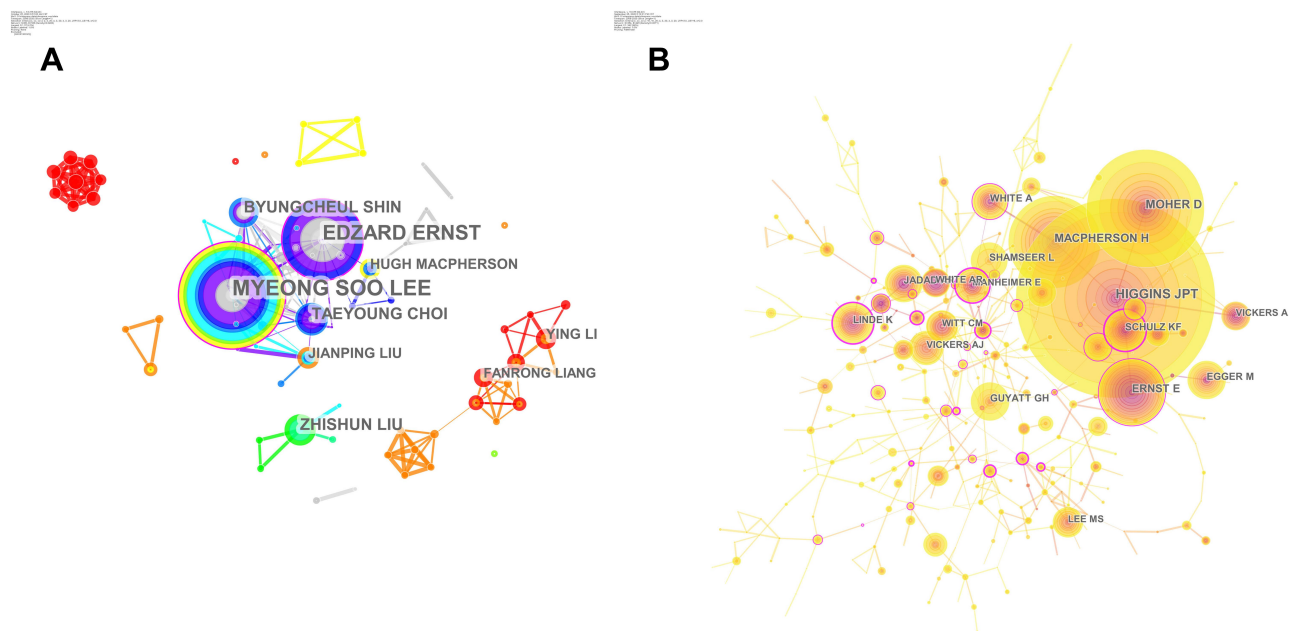 A
BYUNGCHEUL SHIN
EDZARD ERNST
HUGH MACPHERSON
MYEONG SOO LEE
TAEYOUNG CHOI
YING LI
JIANPING LIU
FANRONG LIANG
ZHISHUN LIU
B
WHITE A
MOHER D
MACPHERSON H
SHAMSEER L
JADAD
WHITE AR
MANHEIMER E
HIGGINS JPT
VICKERS A
LINDE K
WITT CM
SCHULZ KF
VICKERS AJ
EGGER M
ERNST E
GUYATT GH
LEE MS